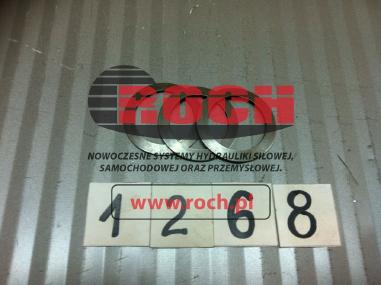 ROCH
NOWOCZESNE SYSTEMY HYDRAULIKI SIŁOWEJ,
SAMOCHODOWEJ ORAZ PRZEMYSŁOWEJ.
www.roch.pl
1 2 6 8